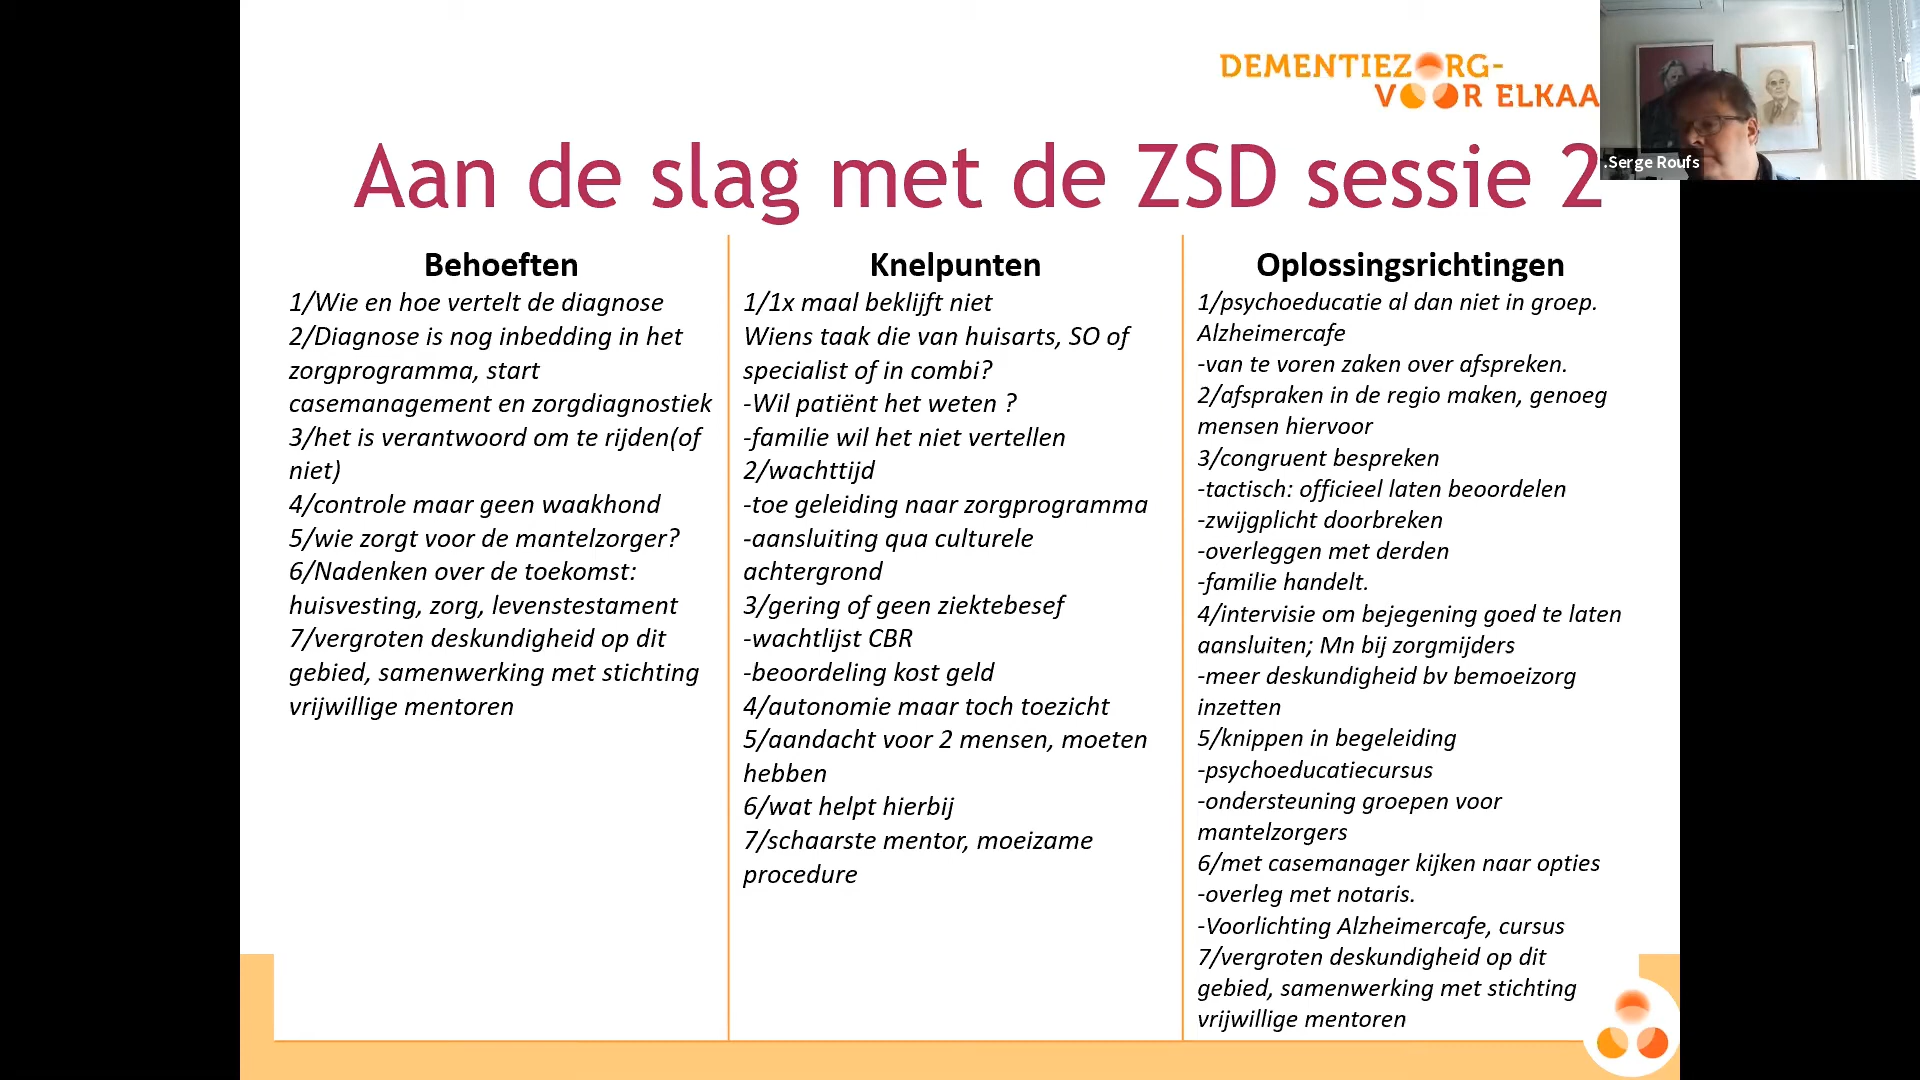 DEMENTIEZORG-
VOOR ELKAA
.Serge Roufs
Aan de slag met de ZSD sessie 2
Behoeften
1/Wie en hoe vertelt de diagnose
2/Diagnose is nog inbedding in het
zorgprogramma, start
casemanagement en zorgdiagnostiek
3/het is verantwoord om te rijden(of
niet)
4/controle maar geen waakhond
5/wie zorgt voor de mantelzorger?
6/Nadenken over de toekomst:
huisvesting, zorg, levenstestament
7/vergroten deskundigheid op dit
gebied, samenwerking met stichting
vrijwillige mentoren
Knelpunten
1/1x maal beklijft niet
Wiens taak die van huisarts, SO of
specialist of in combi?
-Wil patiënt het weten ?
-familie wil het niet vertellen
2/wachttijd
-toe geleiding naar zorgprogramma
-aansluiting qua culturele
achtergrond
3/gering of geen ziektebesef
-wachtlijst CBR
-beoordeling kost geld
4/autonomie maar toch toezicht
5/aandacht voor 2 mensen, moeten
hebben
6/wat helpt hierbij
7/schaarste mentor, moeizame
procedure
Oplossingsrichtingen
1/psychoeducatie al dan niet in groep.
Alzheimercafe
-van te voren zaken over afspreken.
2/afspraken in de regio maken, genoeg
mensen hiervoor
3/congruent bespreken
-tactisch: officieel laten beoordelen
-zwijgplicht doorbreken
-overleggen met derden
-familie handelt.
4/intervisie om bejegening goed te laten
aansluiten; Mn bij zorgmijders
-meer deskundigheid bv bemoeizorg
inzetten
5/knippen in begeleiding
-psychoeducatiecursus
-ondersteuning groepen voor
mantelzorgers
6/met casemanager kijken naar opties
-overleg met notaris.
-Voorlichting Alzheimercafe, cursus
7/vergroten deskundigheid op dit
gebied, samenwerking met stichting
vrijwillige mentoren